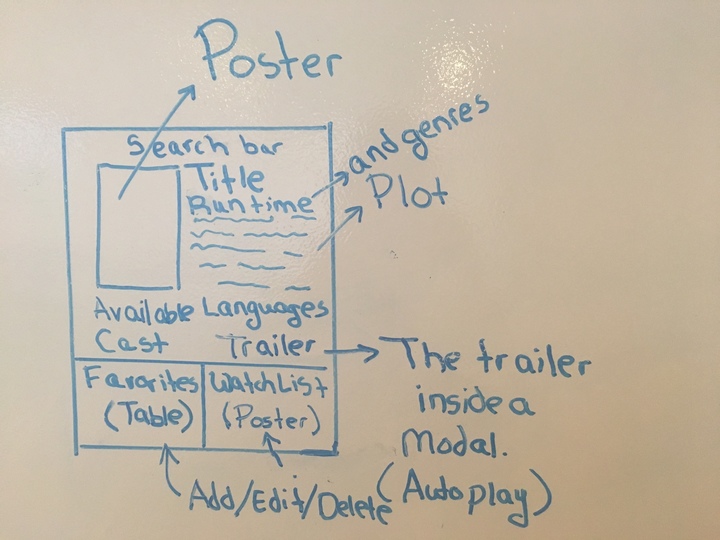 Poster
Search bar
Title
Runtime
and genres
Plot
Available Languages
Cast
Trailer
The trailer
inside a
Modal.
(Autoplay)
Favorites
(Table)
WatchList
(Poster)
Add/Edit/Delete